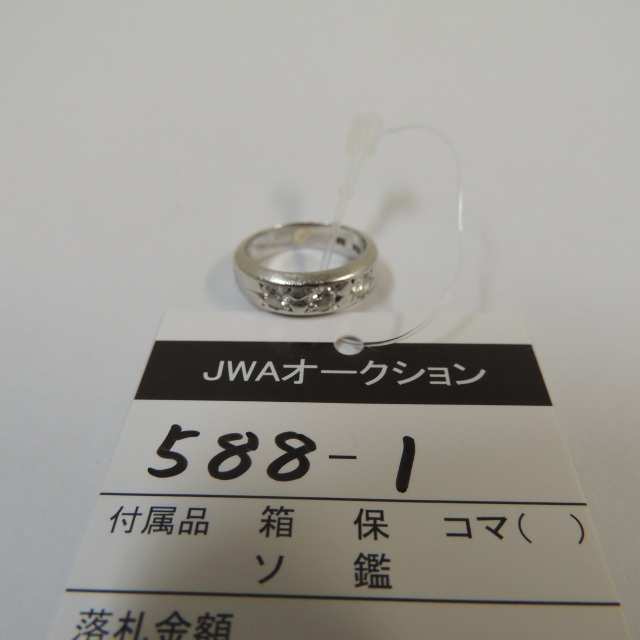 JWAオークション
588-1
付属品 箱 保 コマ( )
ソ 鑑
落札金額